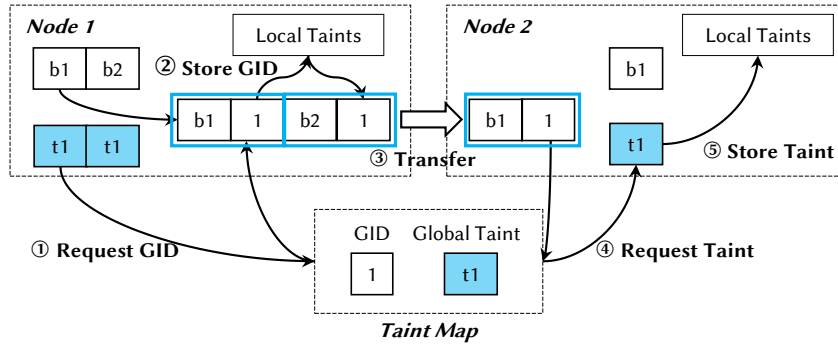 Node 1
Local Taints
② Store GID
b1 b2
b1 1 b2 1
t1 t1
③ Transfer
① Request GID
Node 2
Local Taints
b1
b1 1
t1
⑤ Store Taint
④ Request Taint
GID Global Taint
1 t1
Taint Map